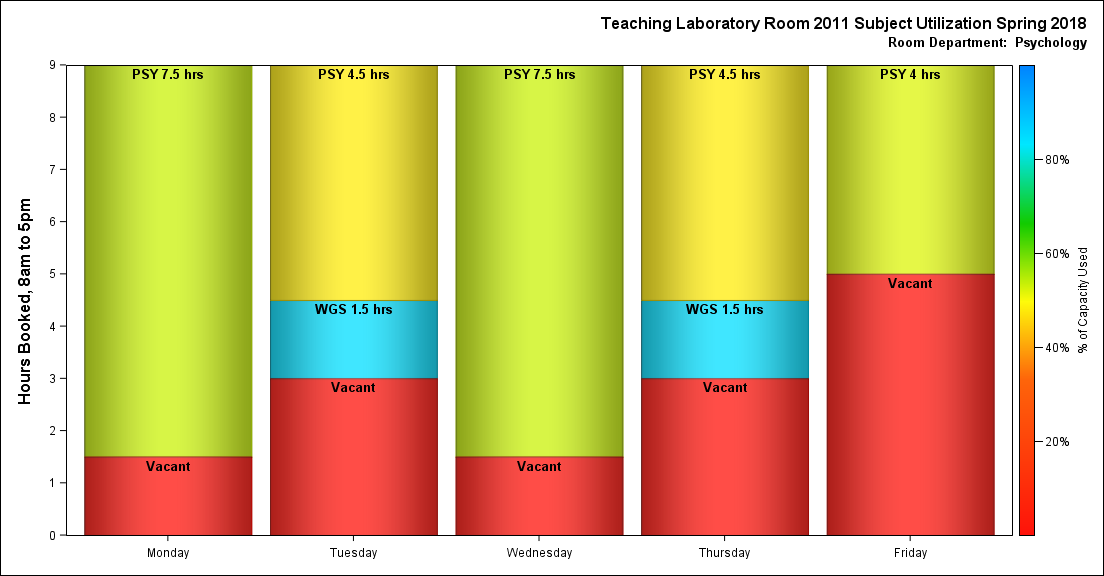 Teaching Laboratory Room 2011 Subject Utilization Spring 2018
Room Department: Psychology
Hours Booked, 8am to 5pm
9
8
7
6
5
4
3
2
1
0
PSY 7.5 hrs
PSY 4.5 hrs
PSY 7.5 hrs
PSY 4.5 hrs
PSY 4 hrs
Vacant
WGS 1.5 hrs
WGS 1.5 hrs
Vacant
Vacant
Vacant
Vacant
Monday
Tuesday
Wednesday
Thursday
Friday
80%
60%
40%
20%
% of Capacity Used